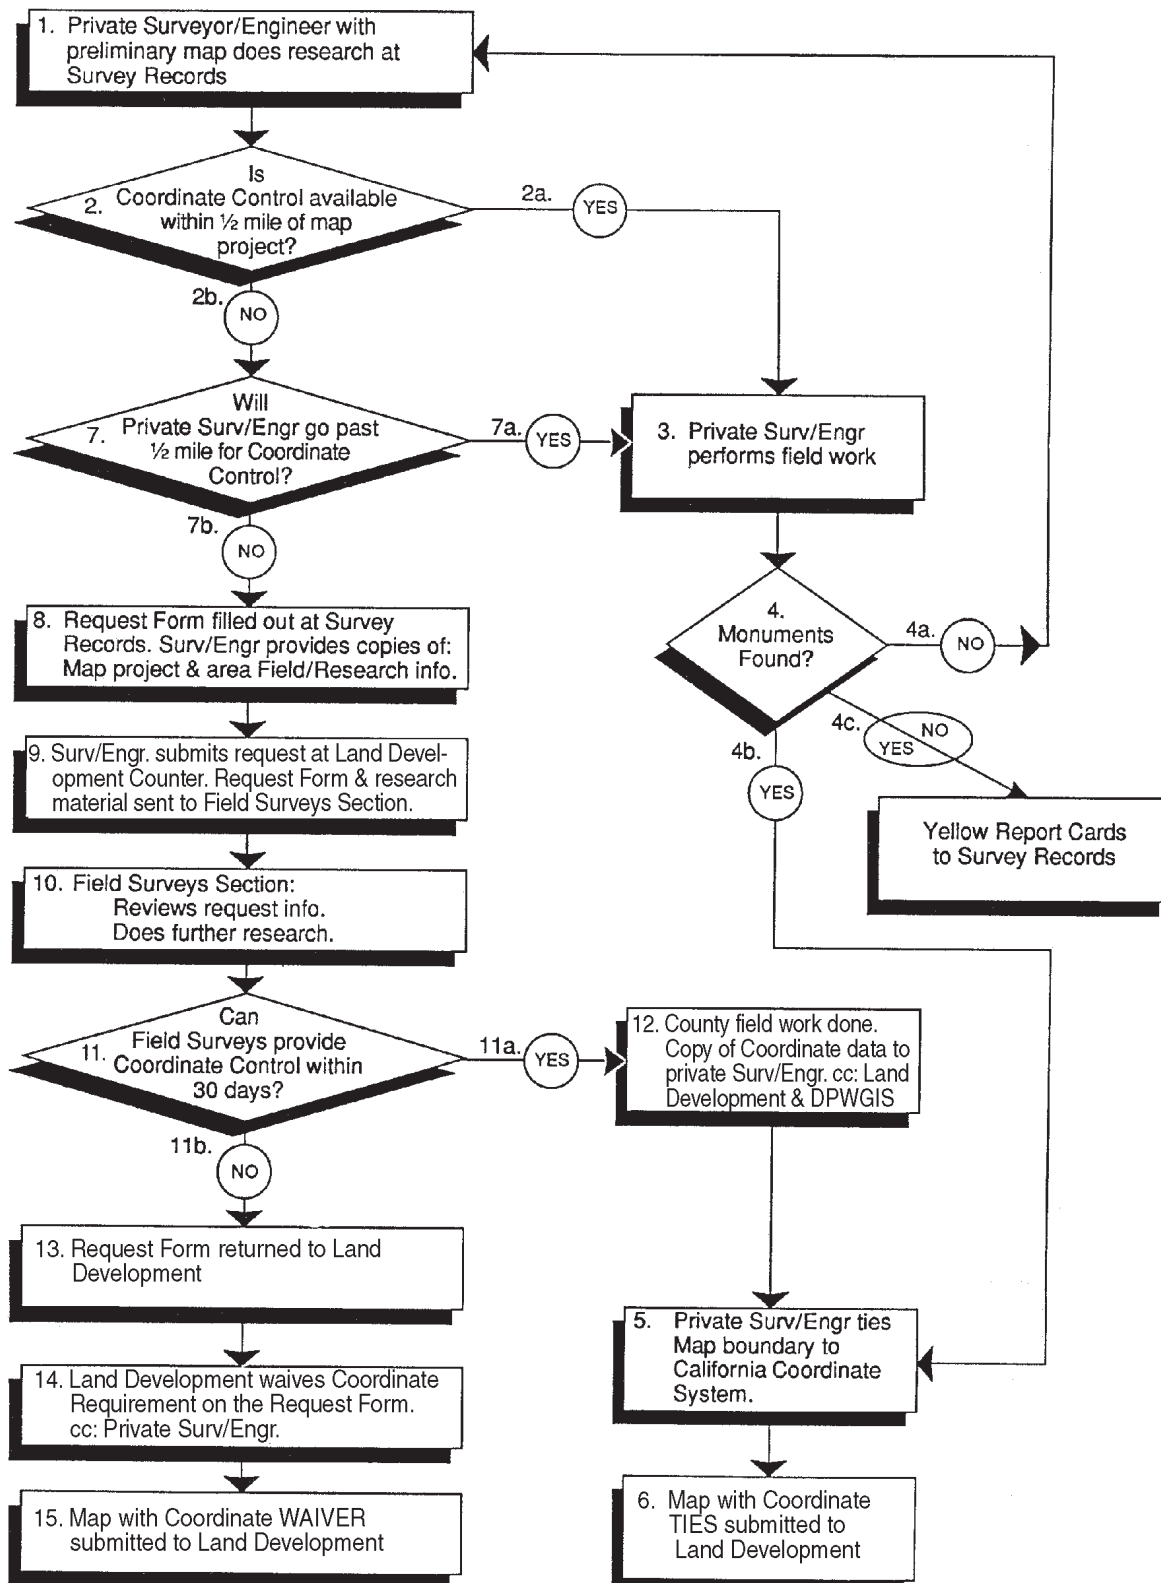 1. Private Surveyor/Engineer with
preliminary map does research at
Survey Records
Is
2. Coordinate Control available
within ½ mile of map
project?
2a. YES
2b.
NO
Will
7. Private Surv/Engr go past
½ mile for Coordinate
Control?
7a. YES
7b.
NO
3. Private Surv/Engr
performs field work
4.
Monuments
Found?
4a. NO
4b.
YES
4c. NO
YES
Yellow Report Cards
to Survey Records
8. Request Form filled out at Survey
Records. Surv/Engr provides copies of:
Map project & area Field/Research info.
9. Surv/Engr. submits request at Land Devel-
opment Counter. Request Form & research
material sent to Field Surveys Section.
10. Field Surveys Section:
Reviews request info.
Does further research.
Can
Field Surveys provide
11. Coordinate Control within
30 days?
11a. YES
11b.
NO
12. County field work done.
Copy of Coordinate data to
private Surv/Engr. cc: Land
Development & DPWGIS
13. Request Form returned to Land
Development
5. Private Surv/Engr ties
Map boundary to
California Coordinate
System.
14. Land Development waives Coordinate
Requirement on the Request Form.
cc: Private Surv/Engr.
15. Map with Coordinate WAIVER
submitted to Land Development
6. Map with Coordinate
TIES submitted to
Land Development